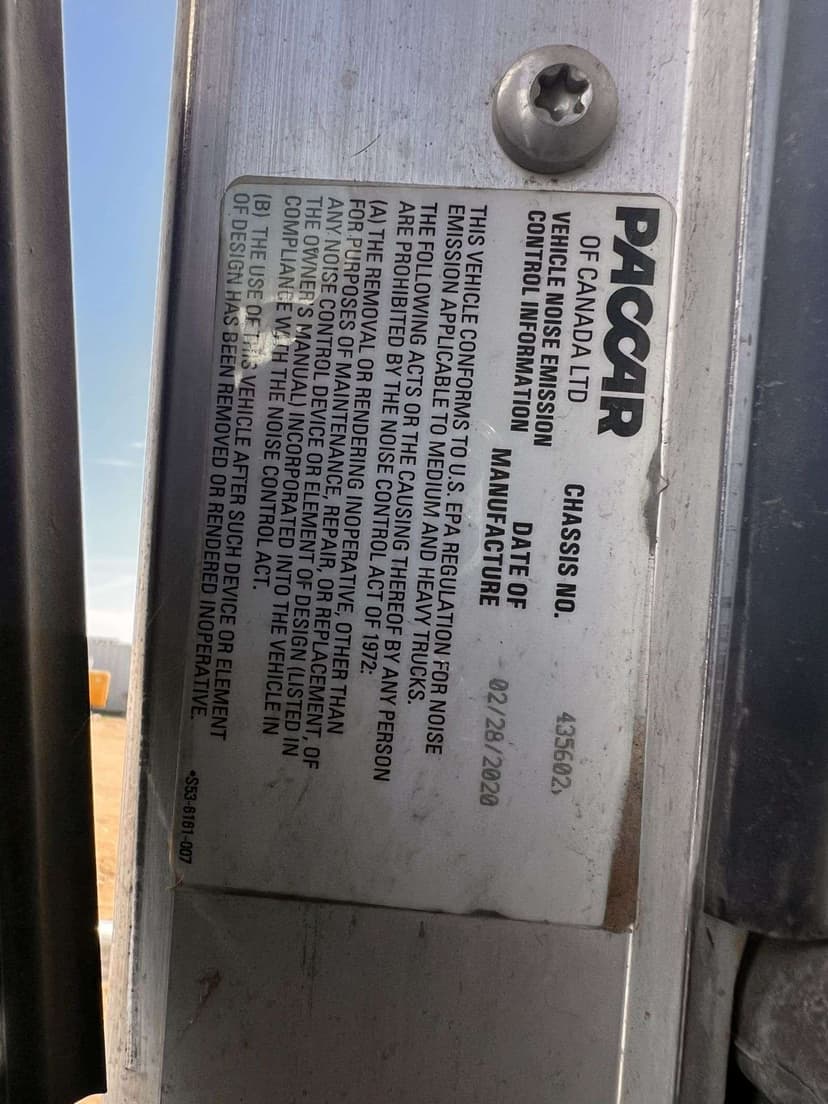 PACCAR
OF CANADA LTD
VEHICLE NOISE EMISSION
CONTROL INFORMATION
CHASSIS NO. 435602
DATE OF
MANUFACTURE 02/28/2020
THIS VEHICLE CONFORMS TO U.S. EPA REGULATION FOR NOISE
EMISSION APPLICABLE TO MEDIUM AND HEAVY TRUCKS.
THE FOLLOWING ACTS OR THE CAUSING THEREOF BY ANY PERSON
ARE PROHIBITED BY THE NOISE CONTROL ACT OF 1972:
(A) THE REMOVAL OR RENDERING INOPERATIVE, OTHER THAN
FOR PURPOSES OF MAINTENANCE, REPAIR, OR REPLACEMENT, OF
ANY NOISE CONTROL DEVICE OR ELEMENT OF DESIGN (LISTED IN
THE OWNER'S MANUAL) INCORPORATED INTO THE VEHICLE IN
COMPLIANCE WITH THE NOISE CONTROL ACT.
(B) THE USE OF THIS VEHICLE AFTER SUCH DEVICE OR ELEMENT
OF DESIGN HAS BEEN REMOVED OR RENDERED INOPERATIVE.
•S53-6161-007